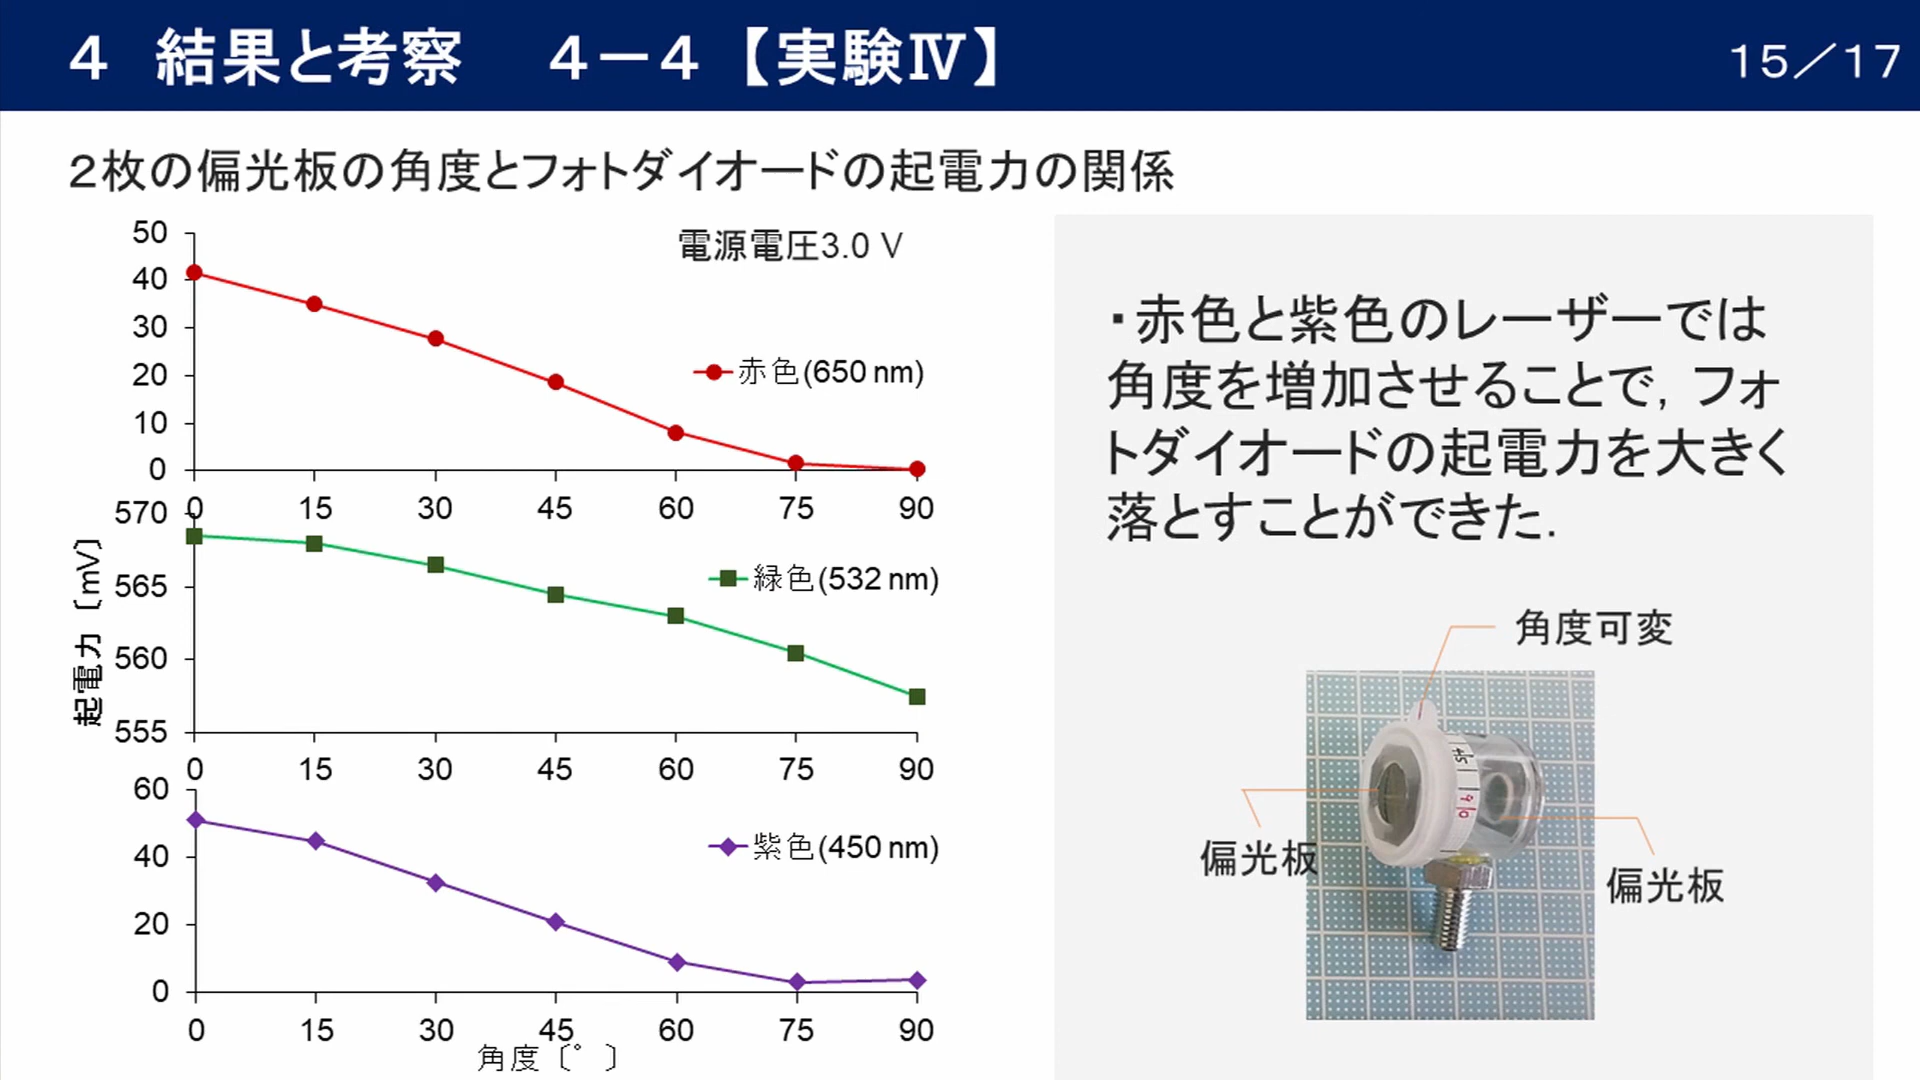 4 結果と考察 4－4【実験Ⅳ】
15／17
2枚の偏光板の角度とフォトダイオードの起電力の関係
電源電圧3.0 V
50
40
30
20
10
0
0 15 30 45 60 75 90
赤色(650 nm)
570
565
560
555
0 15 30 45 60 75 90
緑色(532 nm)
起電力〔mV〕
60
40
20
0
0 15 30 45 60 75 90
紫色(450 nm)
角度〔°〕
・赤色と紫色のレーザーでは
角度を増加させることで，フォ
トダイオードの起電力を大きく
落とすことができた．
角度可変
偏光板
偏光板
45
90